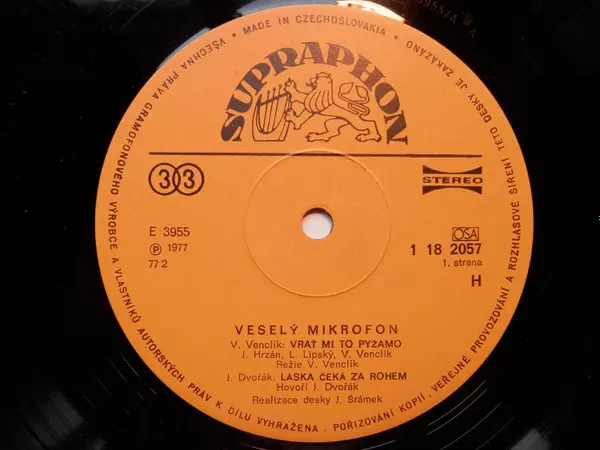 MADE IN CZECHOSLOVAKIA •
VŠECHNA PRÁVA GRAMOFONOVÉHO VÝROBCE A VLASTNÍKŮ AUTORSKÝCH PRÁV K DÍLU VYHRAŽENA • POŘIZOVÁNÍ KOPIÍ, VEŘEJNÉ PROVOZOVÁNÍ A ROZHLASOVÉ ŠÍŘENÍ TÉTO DESKY JE ZAKÁZÁNO
SUPRAPHON
33
STEREO
E 3955
Ⓟ 1977
77 2
OSA
1 18 2057
1. strana
H
VESELÝ MIKROFON
V. Venclík: VRAŤ MI TO PYŽAMO
J. Hrzán, L. Lipský, V. Venclík
Režie V. Venclík
J. Dvořák: LÁSKA ČEKÁ ZA ROHEM
Hovoří J. Dvořák
Realizace desky J. Šrámek